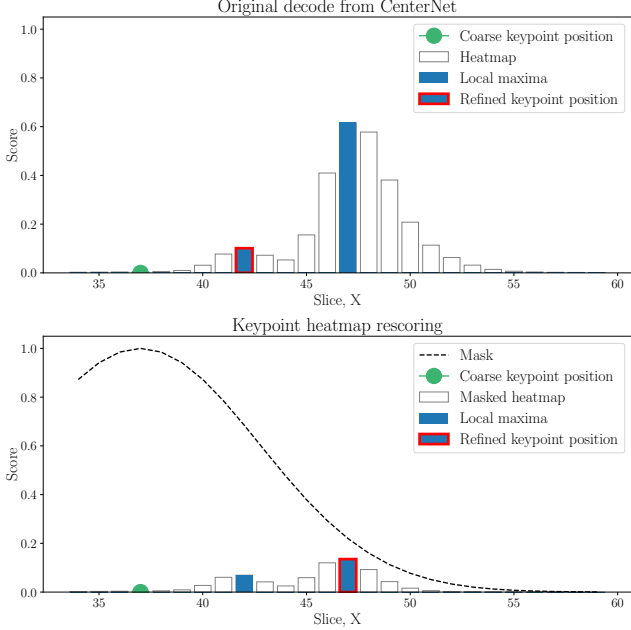 Original decode from CenterNet
Coarse keypoint position
Heatmap
Local maxima
Refined keypoint position
Score
1.0
0.8
0.6
0.4
0.2
0.0
35 40 45 50 55 60
Slice, X
Keypoint heatmap rescoring
Mask
Coarse keypoint position
Masked heatmap
Local maxima
Refined keypoint position
Score
1.0
0.8
0.6
0.4
0.2
0.0
35 40 45 50 55 60
Slice, X